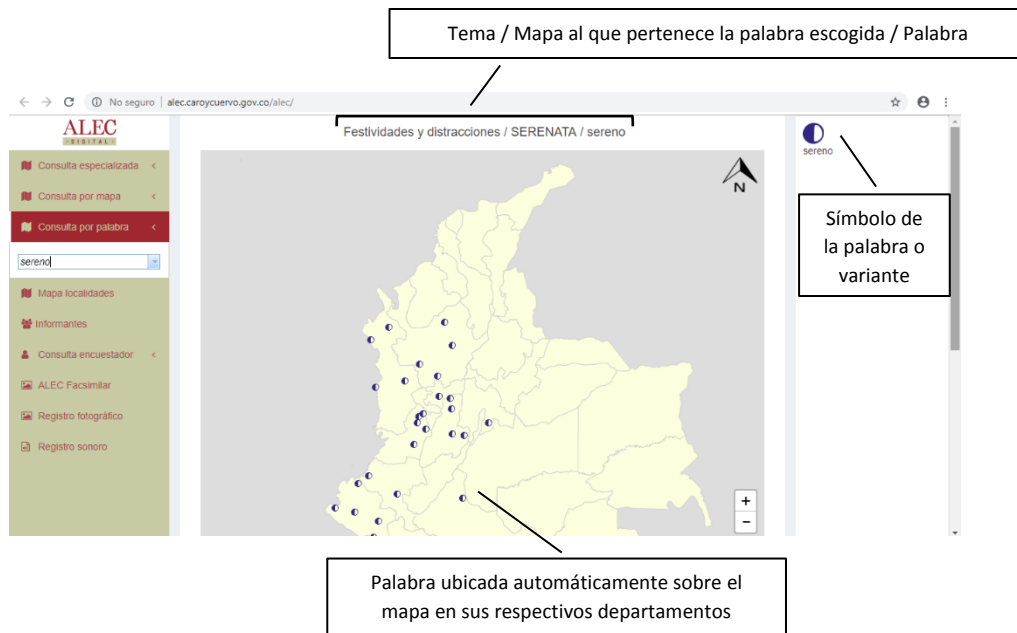 Tema / Mapa al que pertenece la palabra escogida / Palabra
No seguro | alec.caroycuervo.gov.co/alec/
ALEC
DIGITAL
Festividades y distracciones / SERENATA / sereno
sereno
Consulta especializada
Consulta por mapa
Consulta por palabra
sereno
Mapa localidades
Informantes
Consulta encuestador
ALEC Facsimilar
Registro fotográfico
Registro sonoro
N
+
−
Símbolo de
la palabra o
variante
Palabra ubicada automáticamente sobre el
mapa en sus respectivos departamentos